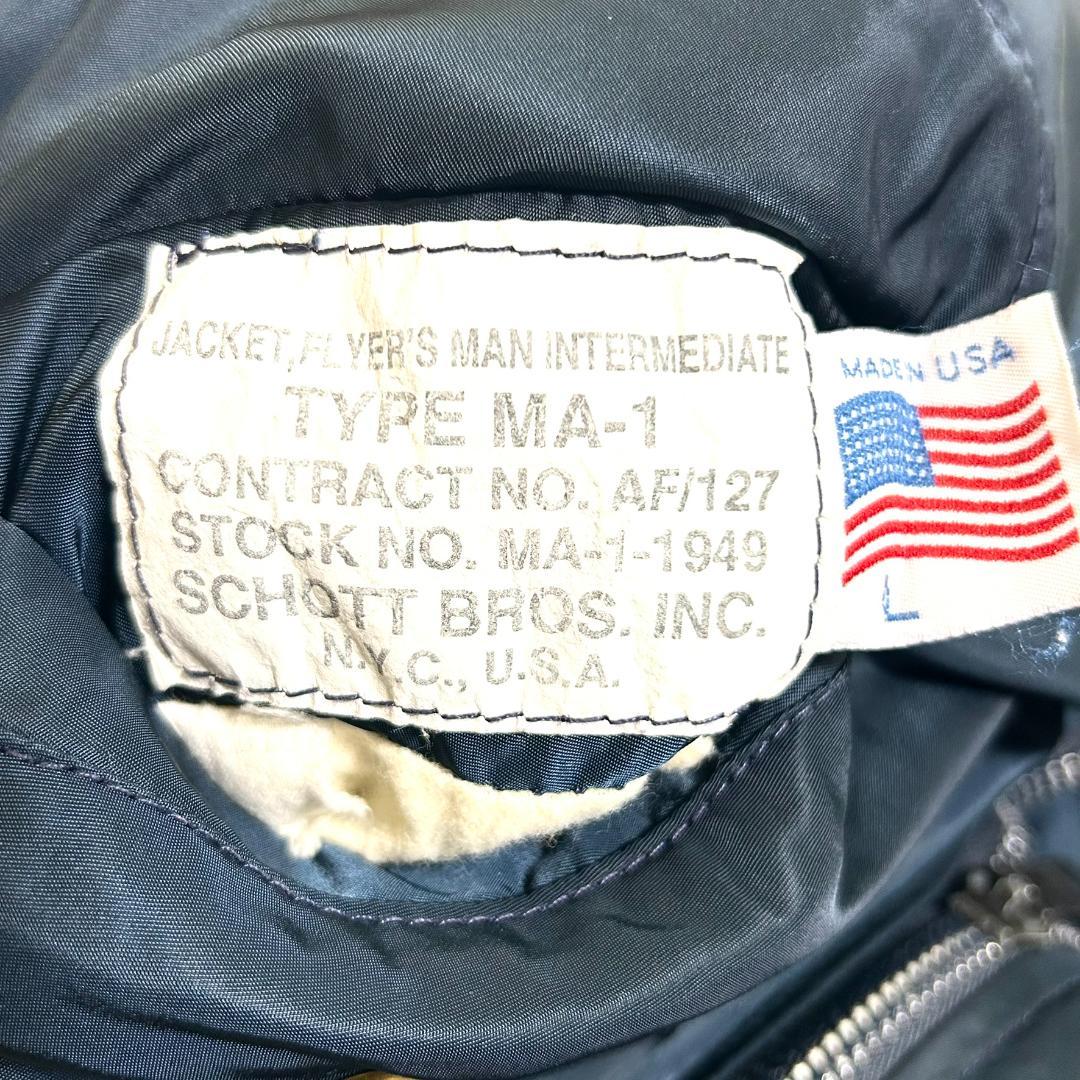 JACKET, FLYER'S MAN INTERMEDIATE
TYPE MA-1
CONTRACT NO. AF/127
STOCK NO. MA-1-1949
SCHOTT BROS. INC.
N.Y.C., U.S.A.
MADE N USA
L